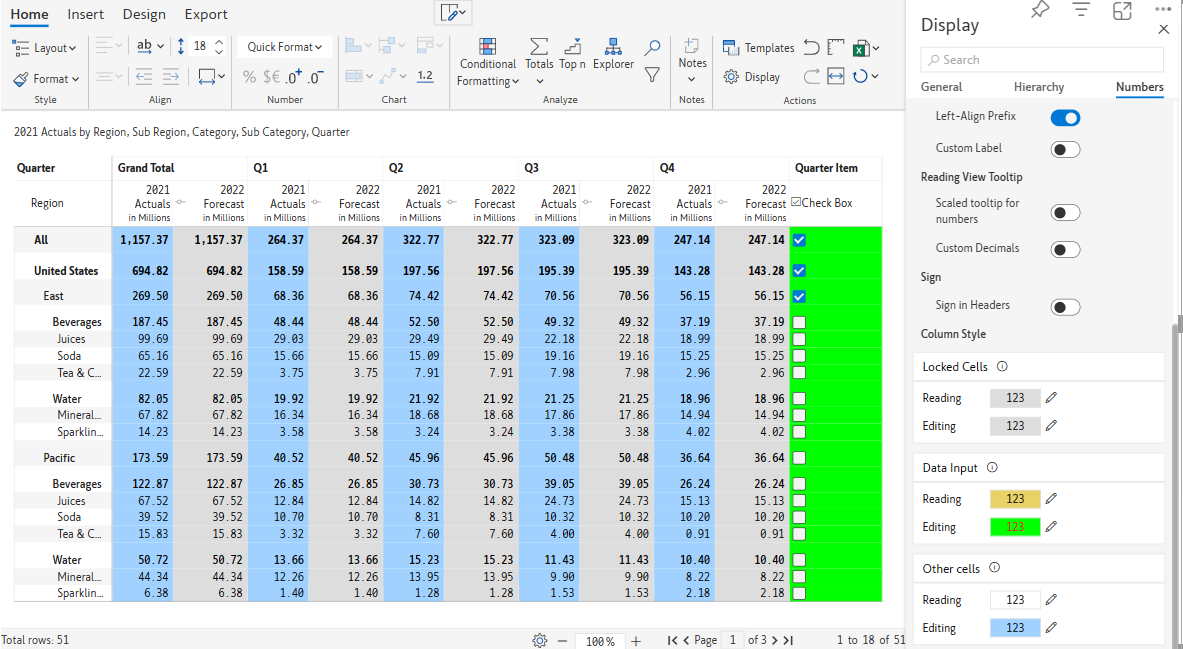 Home Insert Design Export
Layout ab 18 Quick Format
Conditional Formatting Totals Top n Explorer Notes Templates
Format % $€ .0+ .0- 1.2 Display
Style Align Number Chart Analyze Notes Actions
2021 Actuals by Region, Sub Region, Category, Sub Category, Quarter
Quarter Grand Total Q1 Q2 Q3 Q4 Quarter Item
Region 2021 Actuals in Millions 2022 Forecast in Millions 2021 Actuals in Millions 2022 Forecast in Millions 2021 Actuals in Millions 2022 Forecast in Millions 2021 Actuals in Millions 2022 Forecast in Millions 2021 Actuals in Millions 2022 Forecast in Millions Check Box
All 1,157.37 1,157.37 264.37 264.37 322.77 322.77 323.09 323.09 247.14 247.14
United States 694.82 694.82 158.59 158.59 197.56 197.56 195.39 195.39 143.28 143.28
East 269.50 269.50 68.36 68.36 74.42 74.42 70.56 70.56 56.15 56.15
Beverages 187.45 187.45 48.44 48.44 52.50 52.50 49.32 49.32 37.19 37.19
Juices 99.69 99.69 29.03 29.03 29.49 29.49 22.18 22.18 18.99 18.99
Soda 65.16 65.16 15.66 15.66 15.09 15.09 19.16 19.16 15.25 15.25
Tea & C... 22.59 22.59 3.75 3.75 7.91 7.91 7.98 7.98 2.96 2.96
Water 82.05 82.05 19.92 19.92 21.92 21.92 21.25 21.25 18.96 18.96
Mineral... 67.82 67.82 16.34 16.34 18.68 18.68 17.86 17.86 14.94 14.94
Sparklin... 14.23 14.23 3.58 3.58 3.24 3.24 3.38 3.38 4.02 4.02
Pacific 173.59 173.59 40.52 40.52 45.96 45.96 50.48 50.48 36.64 36.64
Beverages 122.87 122.87 26.85 26.85 30.73 30.73 39.05 39.05 26.24 26.24
Juices 67.52 67.52 12.84 12.84 14.82 14.82 24.73 24.73 15.13 15.13
Soda 39.52 39.52 10.70 10.70 8.31 8.31 10.32 10.32 10.20 10.20
Tea & C... 15.83 15.83 3.32 3.32 7.60 7.60 4.00 4.00 0.91 0.91
Water 50.72 50.72 13.66 13.66 15.23 15.23 11.43 11.43 10.40 10.40
Mineral... 44.34 44.34 12.26 12.26 13.95 13.95 9.90 9.90 8.22 8.22
Sparklin... 6.38 6.38 1.40 1.40 1.28 1.28 1.53 1.53 2.18 2.18
Total rows: 51 100 % Page 1 of 3 1 to 18 of 51
Display
Search
General Hierarchy Numbers
Left-Align Prefix
Custom Label
Reading View Tooltip
Scaled tooltip for
numbers
Custom Decimals
Sign
Sign in Headers
Column Style
Locked Cells
Reading 123
Editing 123
Data Input
Reading 123
Editing 123
Other cells
Reading 123
Editing 123